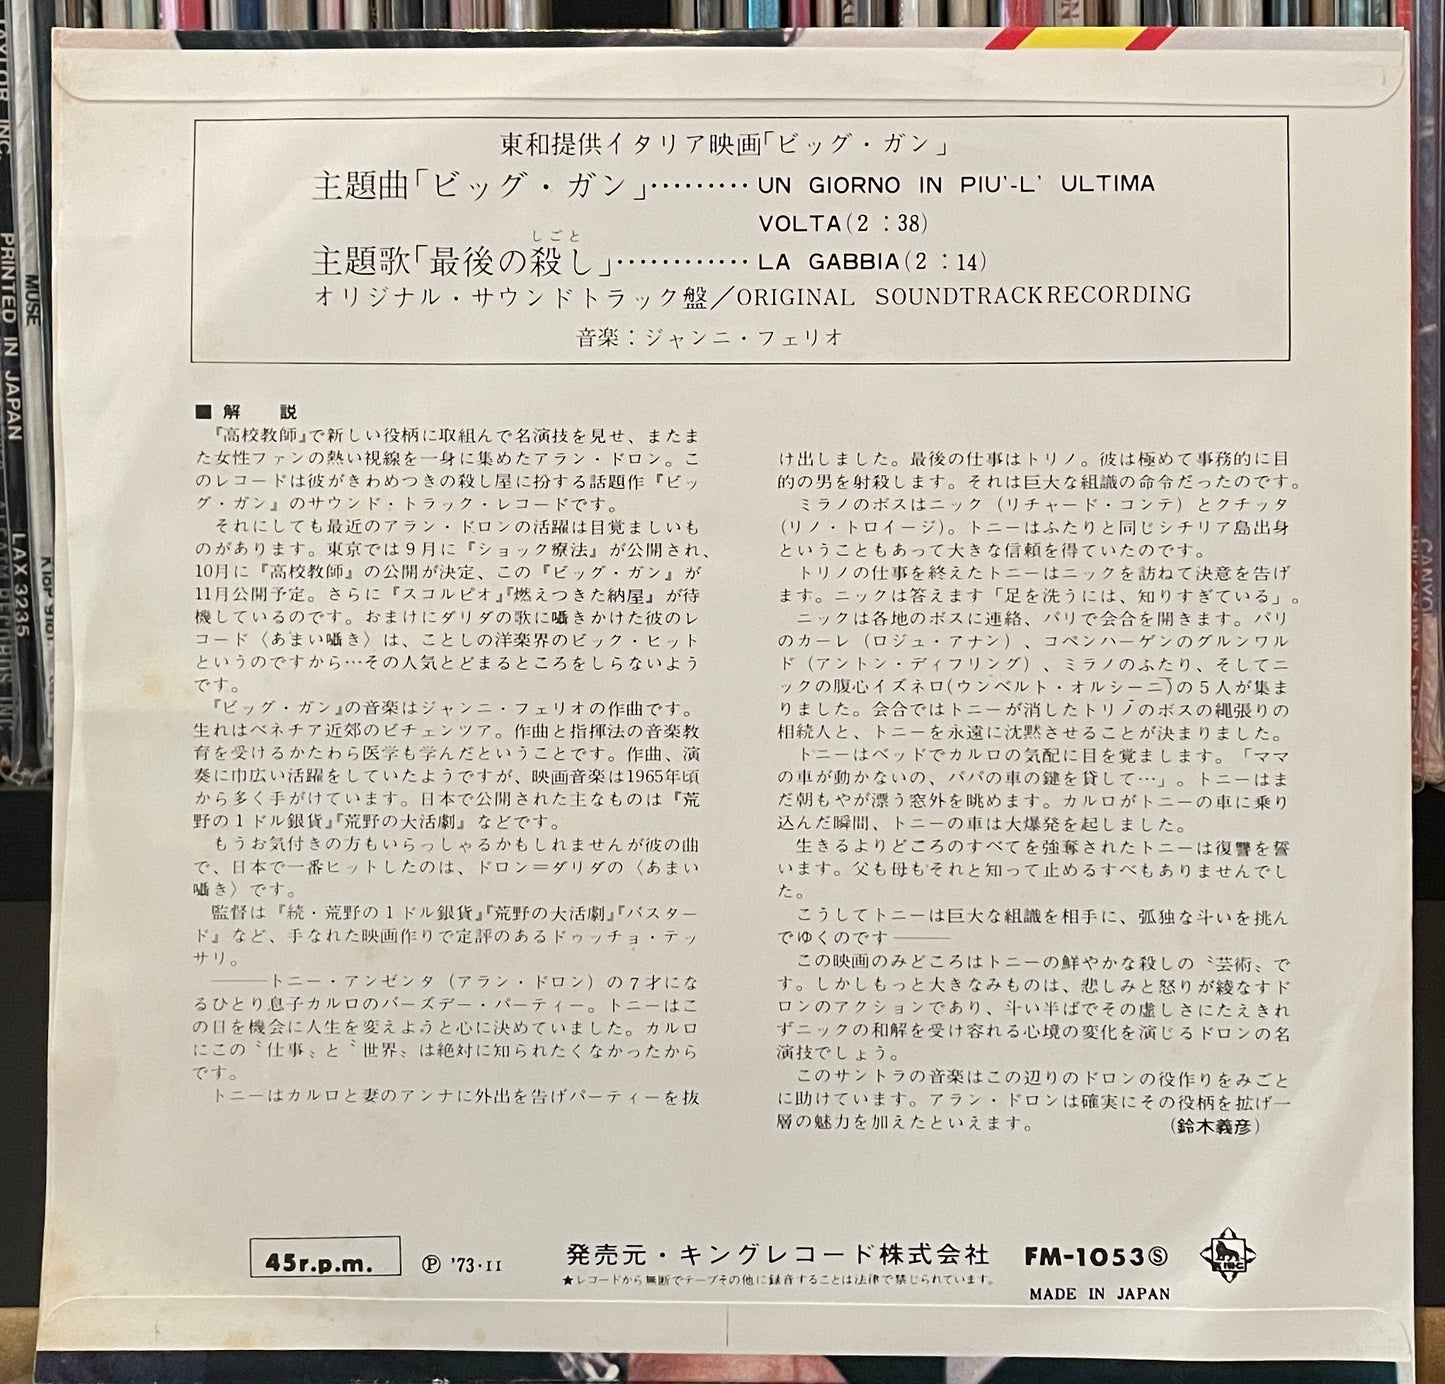 東和提供イタリア映画「ビッグ・ガン」
主題曲「ビッグ・ガン」………UN GIORNO IN PIU'-L' ULTIMA
VOLTA(2：38)
しごと
主題歌「最後の殺し」…………LA GABBIA(2：14)
オリジナル・サウンドトラック盤／ORIGINAL SOUNDTRACKRECORDING
音楽：ジャンニ・フェリオ
■解 説
『高校教師』で新しい役柄に取組んで名演技を見せ、またま
た女性ファンの熱い視線を一身に集めたアラン・ドロン。こ
のレコードは彼がきわめつきの殺し屋に扮する話題作『ビッ
グ・ガン』のサウンド・トラック・レコードです。
それにしても最近のアラン・ドロンの活躍は目覚ましいも
のがあります。東京では９月に『ショック療法』が公開され、
10月に『高校教師』の公開が決定、この『ビッグ・ガン』が
11月公開予定。さらに『スコルピオ』『燃えつきた納屋』が待
機しているのです。おまけにダリダの歌に囁きかけた彼のレ
コード〈あまい囁き〉は、ことしの洋楽界のビック・ヒット
というのですから…その人気とどまるところをしらないよう
です。
『ビッグ・ガン』の音楽はジャンニ・フェリオの作曲です。
生れはベネチア近郊のビチェンツア。作曲と指揮法の音楽教
育を受けるかたわら医学も学んだということです。作曲、演
奏に巾広い活躍をしていたようですが、映画音楽は1965年頃
から多く手がけています。日本で公開された主なものは『荒
野の１ドル銀貨』『荒野の大活劇』などです。
もうお気付きの方もいらっしゃるかもしれませんが彼の曲
で、日本で一番ヒットしたのは、ドロン＝ダリダの〈あまい
囁き〉です。
監督は『続・荒野の１ドル銀貨』『荒野の大活劇』『バスター
ド』など、手なれた映画作りで定評のあるドゥッチョ・テッ
サリ。
———トニー・アンゼンタ（アラン・ドロン）の７才にな
るひとり息子カルロのバーズデー・パーティー。トニーはこ
の日を機会に人生を変えようと心に決めていました。カルロ
にこの〝仕事〟と〝世界〟は絶対に知られたくなかったから
です。
トニーはカルロと妻のアンナに外出を告げパーティーを抜
け出しました。最後の仕事はトリノ。彼は極めて事務的に目
的の男を射殺します。それは巨大な組識の命令だったのです。
ミラノのボスはニック（リチャード・コンテ）とクチッタ
(リノ・トロイージ)。トニーはふたりと同じシチリア島出身
ということもあって大きな信頼を得ていたのです。
トリノの仕事を終えたトニーはニックを訪ねて決意を告げ
ます。ニックは答えます「足を洗うには、知りすぎている」。
ニックは各地のボスに連絡、パリで会合を開きます。パリ
のカーレ（ロジュ・アナン）、コペンハーゲンのグルンワル
ド（アントン・ディフリング）、ミラノのふたり、そしてニ
ックの腹心イズネロ(ウンベルト・オルシーニ)の５人が集ま
りました。会合ではトニーが消したトリノのボスの縄張りの
相続人と、トニーを永遠に沈黙させることが決まりました。
トニーはベッドでカルロの気配に目を覚まします。「ママ
の車が動かないの、パパの車の鍵を貸して…」。トニーはま
だ朝もやが漂う窓外を眺めます。カルロがトニーの車に乗り
込んだ瞬間、トニーの車は大爆発を起しました。
生きるよりどころのすべてを強奪されたトニーは復讐を誓
います。父も母もそれと知って止めるすべもありませんでし
た。
こうしてトニーは巨大な組識を相手に、孤独な斗いを挑ん
でゆくのです———
この映画のみどころはトニーの鮮やかな殺しの〝芸術〟で
す。しかしもっと大きなみものは、悲しみと怒りが綾なすド
ロンのアクションであり、斗い半ばでその虚しさにたえきれ
ずニックの和解を受け容れる心境の変化を演じるドロンの名
演技でしょう。
このサントラの音楽はこの辺りのドロンの役作りをみごと
に助けています。アラン・ドロンは確実にその役柄を拡げ一
層の魅力を加えたといえます。 （鈴木義彦）
45r.p.m. Ⓟ '73・11 発売元・キングレコード株式会社 FM-1053Ⓢ
★レコードから無断でテープその他に録音することは法律で禁じられています。
MADE IN JAPAN
KING
TAYLOR INC.
PRINTED IN JAPAN
MUSE
LAX 3235
CANYO